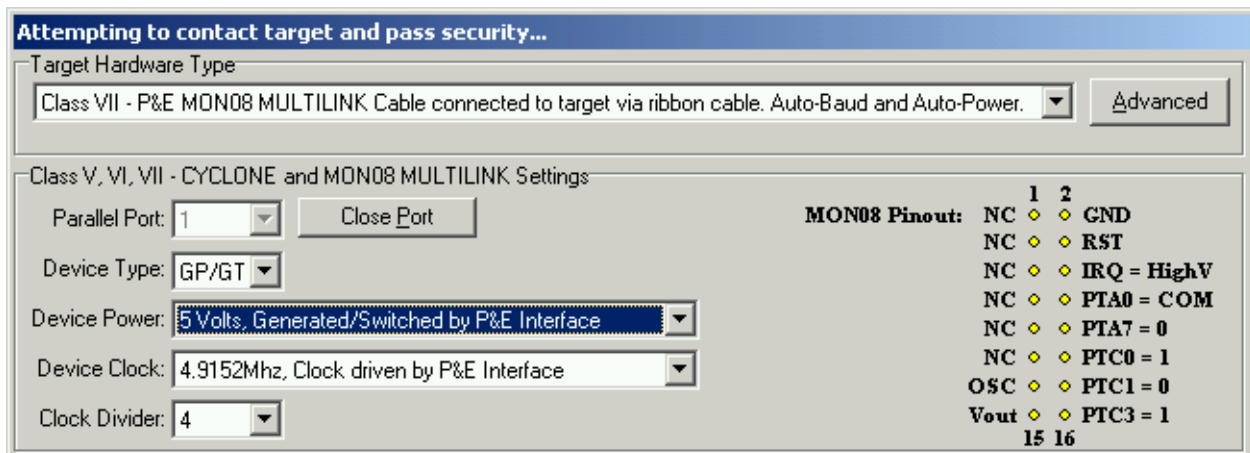 Attempting to contact target and pass security...
Target Hardware Type
Class VII - P&E MON08 MULTILINK Cable connected to target via ribbon cable. Auto-Baud and Auto-Power.
Advanced
Class V, VI, VII - CYCLONE and MON08 MULTILINK Settings
Parallel Port: 1 Close Port
Device Type: GP/GT
Device Power: 5 Volts, Generated/Switched by P&E Interface
Device Clock: 4.9152Mhz, Clock driven by P&E Interface
Clock Divider: 4
1 2
MON08 Pinout: NC GND
NC RST
NC IRQ = HighV
NC PTA0 = COM
NC PTA7 = 0
NC PTC0 = 1
OSC PTC1 = 0
Vout PTC3 = 1
15 16